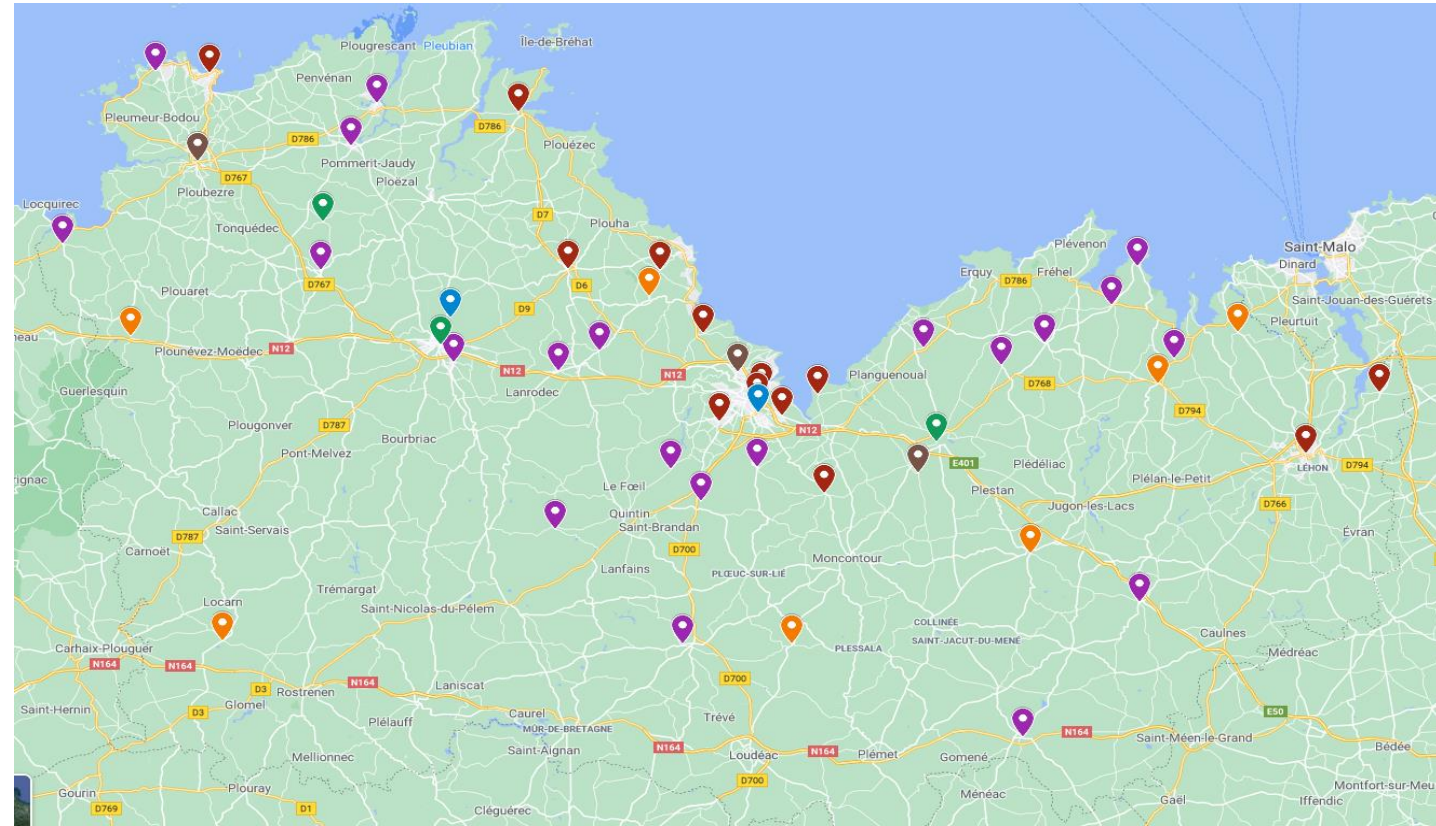 Plougrescant
Pleubian
Île-de-Bréhat
Penvénan
Pleumeur-Bodou
D786
D786
Plouézec
Pommerit-Jaudy
Ploëzal
D767
Ploubezre
Locquirec
Tonquédec
D7
Plouha
Plévenon
Saint-Malo
Dinard
Erquy
Fréhel
D786
D767
D6
Plouaret
D9
Saint-Jouan-des-Guérets
Pleurtuit
Plounévez-Moëdec
N12
N12
N12
Planguenoual
D768
Guerlesquin
Lanrodec
D794
Plougonver
D787
Bourbriac
N12
Pont-Melvez
E401
Plédéliac
LÉHON
D794
Plélan-le-Petit
Le Fœil
Plestan
Jugon-les-Lacs
D766
Callac
Quintin
Saint-Brandan
Saint-Servais
D787
Évran
Carnoët
D700
Moncontour
Lanfains
PLŒUC-SUR-LIÉ
Trémargat
Locarn
Saint-Nicolas-du-Pélem
COLLINÉE
SAINT-JACUT-DU-MENÉ
Caulnes
Carhaix-Plouguer
PLESSALA
Médréac
N164
N164
N164
D700
D3
Rostrenen
Laniscat
Saint-Hernin
D3
Glomel
Plélauff
Caurel
MÛR-DE-BRETAGNE
Trévé
E50
N164
Saint-Méen-le-Grand
Mellionnec
Saint-Aignan
N164
Loudéac
N164
Plémet
Gomené
Bédée
D700
Gourin
Plouray
Ménéac
Montfort-sur-Meu
D769
D1
Cléguérec
Gaël
Iffendic